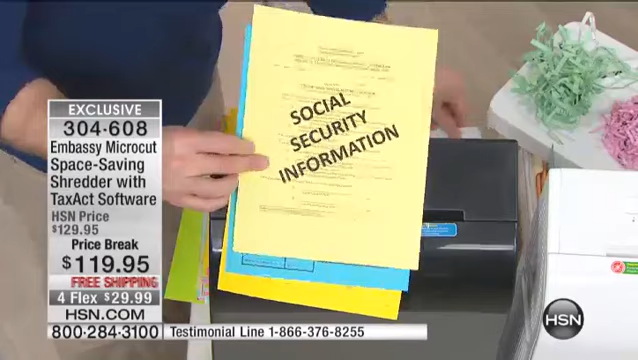 SOCIAL
SECURITY
INFORMATION
EXCLUSIVE
304-608
Embassy Microcut
Space-Saving
Shredder with
TaxAct Software
HSN Price
$129.95
Price Break
$119.95
FREE SHIPPING
4 Flex $29.99
HSN.COM
800-284-3100 Testimonial Line 1-866-376-8255
HSN